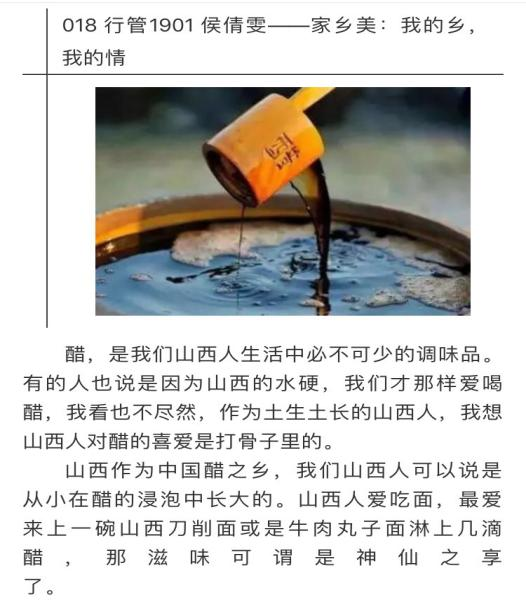 018 行管1901 侯倩雯——家乡美：我的乡，
我的情
醋，是我们山西人生活中必不可少的调味品。
有的人也说是因为山西的水硬，我们才那样爱喝
醋，我看也不尽然，作为土生土长的山西人，我想
山西人对醋的喜爱是打骨子里的。
山西作为中国醋之乡，我们山西人可以说是
从小在醋的浸泡中长大的。山西人爱吃面，最爱
来上一碗山西刀削面或是牛肉丸子面淋上几滴
醋，那滋味可谓是神仙之享
了。